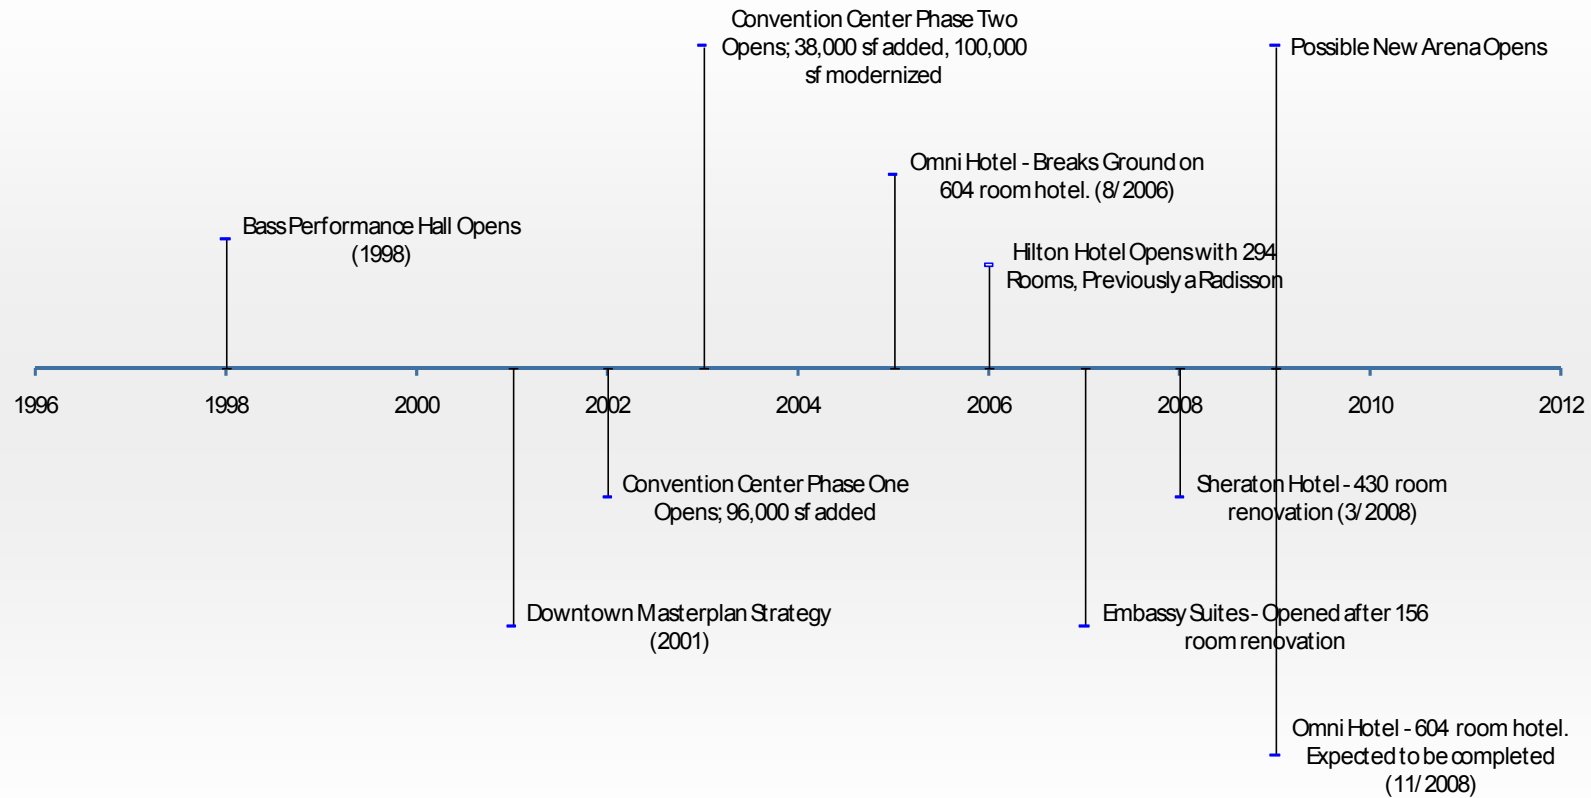 Convention Center Phase Two
Opens; 38,000 sf added, 100,000
sf modernized
Possible New Arena Opens
Omni Hotel - Breaks Ground on
604 room hotel. (8/2006)
Bass Performance Hall Opens
(1998)
Hilton Hotel Opens with 294
Rooms, Previously a Radisson
1996 1998 2000 2002 2004 2006 2008 2010 2012
Convention Center Phase One
Opens; 96,000 sf added
Sheraton Hotel - 430 room
renovation (3/2008)
Downtown Masterplan Strategy
(2001)
Embassy Suites - Opened after 156
room renovation
Omni Hotel - 604 room hotel.
Expected to be completed
(11/2008)